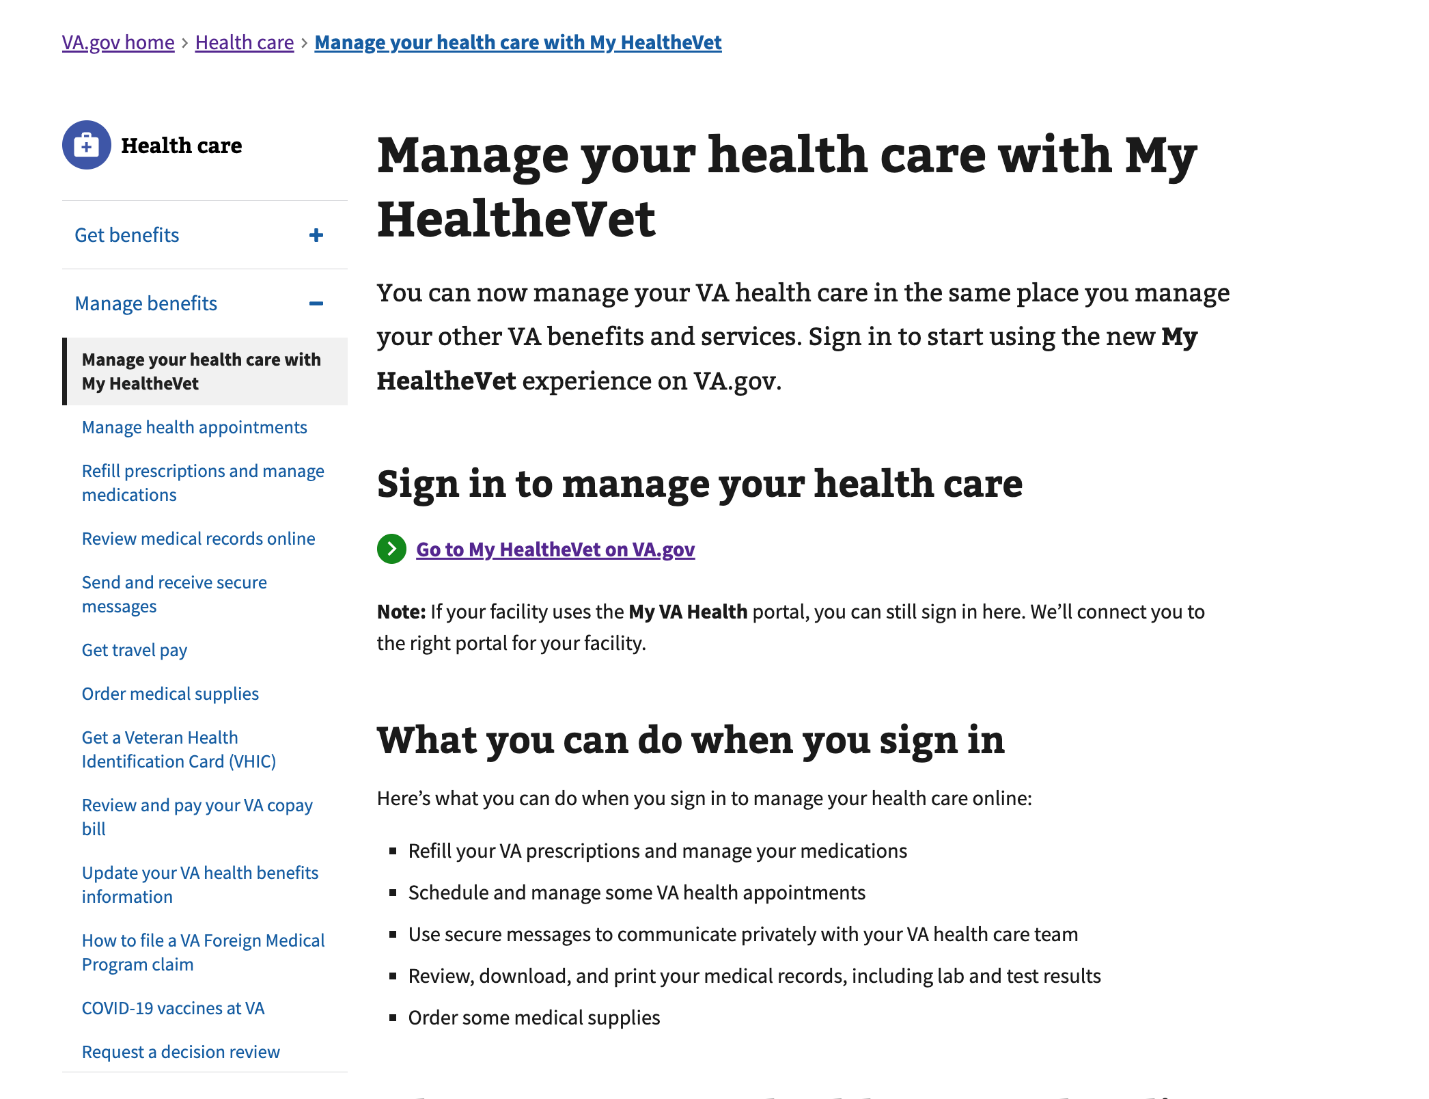 VA.gov home › Health care › Manage your health care with My HealtheVet
Health care
Get benefits
Manage benefits
Manage your health care with
My HealtheVet
Manage health appointments
Refill prescriptions and manage
medications
Review medical records online
Send and receive secure
messages
Get travel pay
Order medical supplies
Get a Veteran Health
Identification Card (VHIC)
Review and pay your VA copay
bill
Update your VA health benefits
information
How to file a VA Foreign Medical
Program claim
COVID-19 vaccines at VA
Request a decision review
Manage your health care with My
HealtheVet
You can now manage your VA health care in the same place you manage
your other VA benefits and services. Sign in to start using the new My
HealtheVet experience on VA.gov.
Sign in to manage your health care
Go to My HealtheVet on VA.gov
Note: If your facility uses the My VA Health portal, you can still sign in here. We’ll connect you to
the right portal for your facility.
What you can do when you sign in
Here’s what you can do when you sign in to manage your health care online:
▪ Refill your VA prescriptions and manage your medications
▪ Schedule and manage some VA health appointments
▪ Use secure messages to communicate privately with your VA health care team
▪ Review, download, and print your medical records, including lab and test results
▪ Order some medical supplies